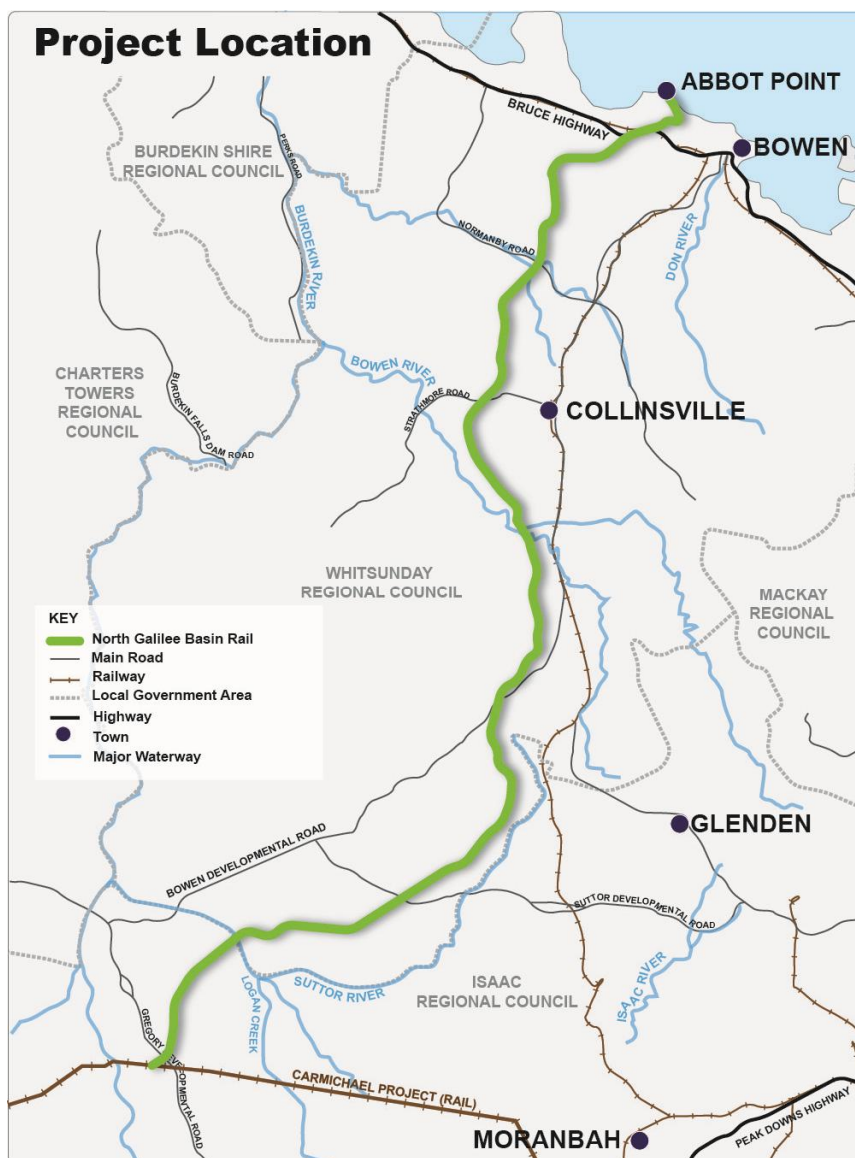 Project Location
ABBOT POINT
BRUCE HIGHWAY
BOWEN
BURDEKIN SHIRE
REGIONAL COUNCIL
PERKS ROAD
BURDEKIN RIVER
NORMANBY ROAD
DON RIVER
BOWEN
RIVER
CHARTERS
TOWERS
REGIONAL
COUNCIL
BURDEKIN FALLS
DAM ROAD
STRATHMORE ROAD
COLLINSVILLE
WHITSUNDAY
REGIONAL COUNCIL
MACKAY
REGIONAL
COUNCIL
KEY
North Galilee Basin Rail
Main Road
Railway
Local Government Area
Highway
Town
Major Waterway
GLENDEN
BOWEN DEVELOPMENTAL ROAD
SUTTOR DEVELOPMENTAL ROAD
ISAAC RIVER
ISAAC
REGIONAL COUNCIL
SUTTOR RIVER
LOGAN CREEK
GREGORY DEVELOPMENTAL ROAD
CARMICHAEL PROJECT (RAIL)
MORANBAH
PEAK DOWNS HIGHWAY